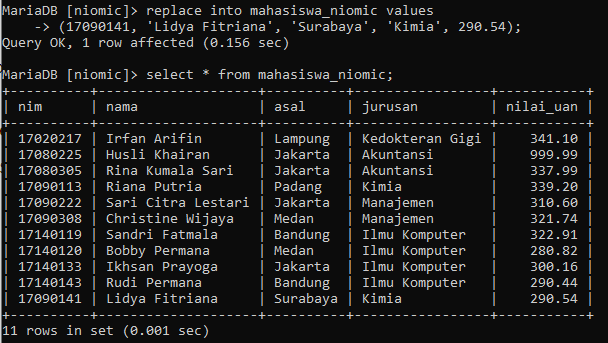 MariaDB [niomic]> replace into mahasiswa_niomic values
    -> (17090141, 'Lidya Fitriana', 'Surabaya', 'Kimia', 290.54);
Query OK, 1 row affected (0.156 sec)
MariaDB [niomic]> select * from mahasiswa_niomic;
+----------+--------------------+----------+-----------------+-----------+
| nim      | nama               | asal     | jurusan         | nilai_uan |
+----------+--------------------+----------+-----------------+-----------+
| 17020217 | Irfan Arifin       | Lampung  | Kedokteran Gigi |    341.10 |
| 17080225 | Husli Khairan      | Jakarta  | Akuntansi       |    999.99 |
| 17080305 | Rina Kumala Sari   | Jakarta  | Akuntansi       |    337.99 |
| 17090113 | Riana Putria       | Padang   | Kimia           |    339.20 |
| 17090222 | Sari Citra Lestari | Jakarta  | Manajemen       |    310.60 |
| 17090308 | Christine Wijaya   | Medan    | Manajemen       |    321.74 |
| 17140119 | Sandri Fatmala     | Bandung  | Ilmu Komputer   |    322.91 |
| 17140120 | Bobby Permana      | Medan    | Ilmu Komputer   |    280.82 |
| 17140133 | Ikhsan Prayoga     | Jakarta  | Ilmu Komputer   |    300.16 |
| 17140143 | Rudi Permana       | Bandung  | Ilmu Komputer   |    290.44 |
| 17090141 | Lidya Fitriana     | Surabaya | Kimia           |    290.54 |
+----------+--------------------+----------+-----------------+-----------+
11 rows in set (0.001 sec)